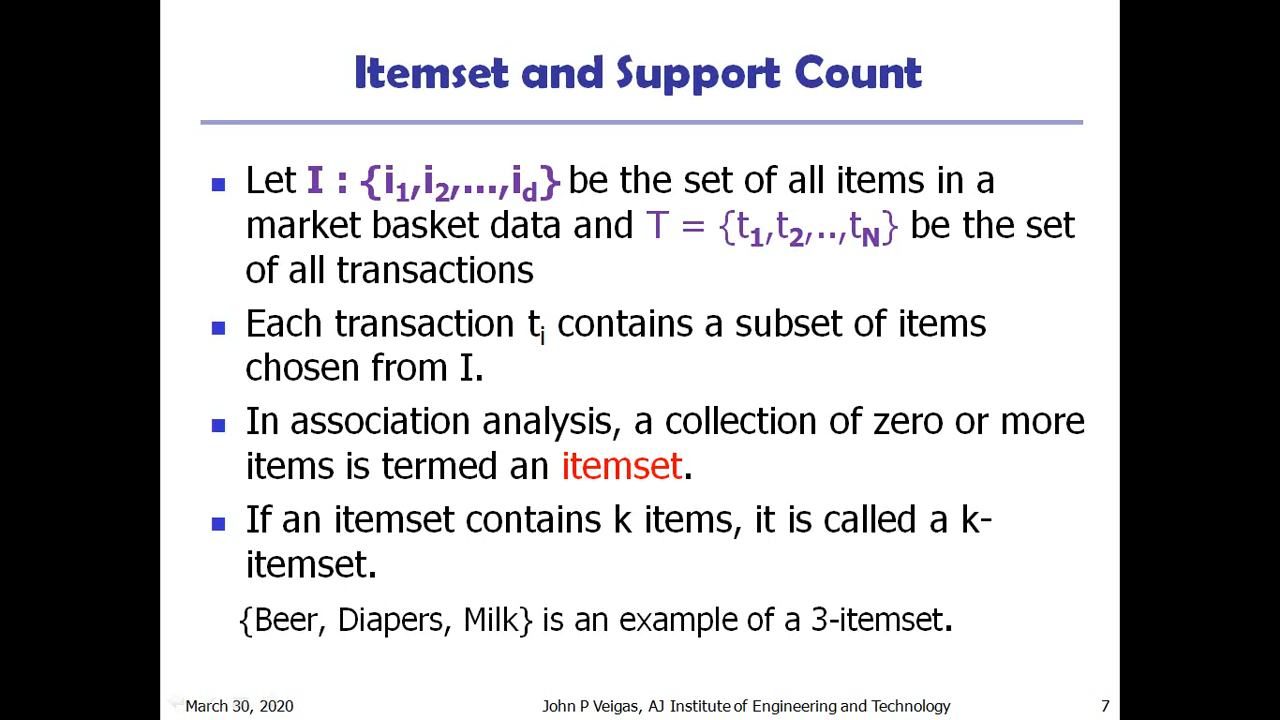 Itemset and Support Count
Let I : {i1,i2,...,id} be the set of all items in a
market basket data and T = {t1,t2,..,tN} be the set
of all transactions
Each transaction ti contains a subset of items
chosen from I.
In association analysis, a collection of zero or more
items is termed an itemset.
If an itemset contains k items, it is called a k-
itemset.
{Beer, Diapers, Milk} is an example of a 3-itemset.
March 30, 2020
John P Veigas, AJ Institute of Engineering and Technology
7